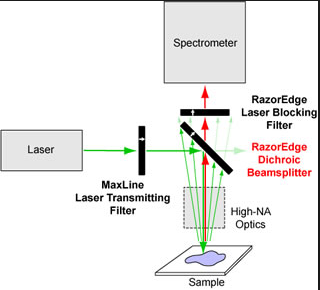 Spectrometer
RazorEdge
Laser Blocking
Filter
Laser
RazorEdge
Dichroic
Beamsplitter
MaxLine
Laser Transmitting
Filter
High-NA
Optics
Sample